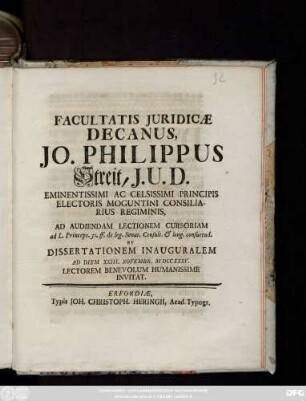 32
FACULTATIS JURIDICÆ
DECANUS,
JO. PHILIPPUS
Streit, J.U.D.
EMINENTISSIMI AC CELSISSIMI PRINCIPIS
ELECTORIS MOGUNTINI CONSILIA-
RIUS REGIMINIS,
AD AUDIENDAM LECTIONEM CURSORIAM
ad L. Princeps. 31. ff. de leg. Senat. Consult. & long. consuetud.
ET
DISSERTATIONEM INAUGURALEM
AD DIEM XXIII. NOVEMBR. MDCCXXXV.
LECTOREM BENEVOLUM HUMANISSIME
INVITAT.
ERFORDIÆ,
Typis JOH. CHRISTOPH. HERINGII, Acad. Typogr.